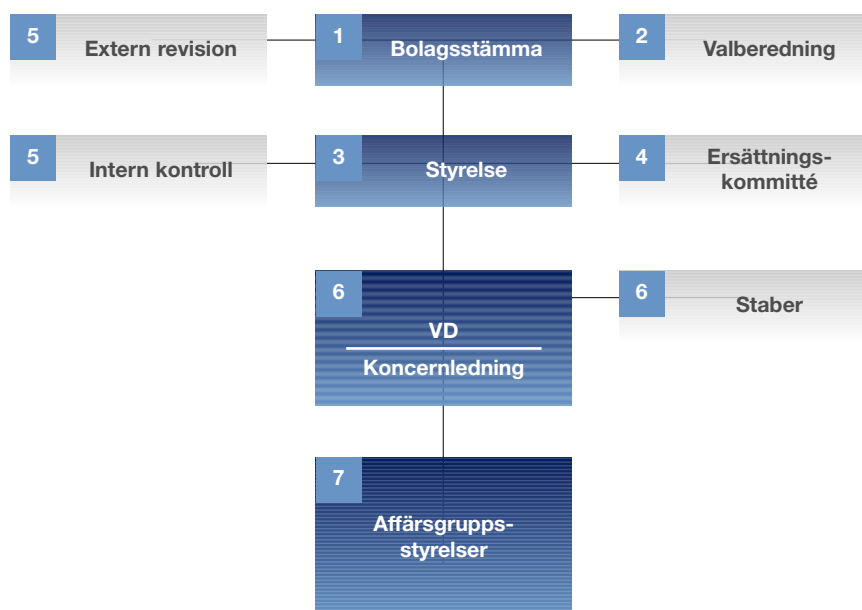 5
Extern revision
1
Bolagsstämma
2
Valberedning
5
Intern kontroll
3
Styrelse
4
Ersättnings-
kommitté
6
VD
Koncernledning
6
Staber
7
Affärsgrupps-
styrelser